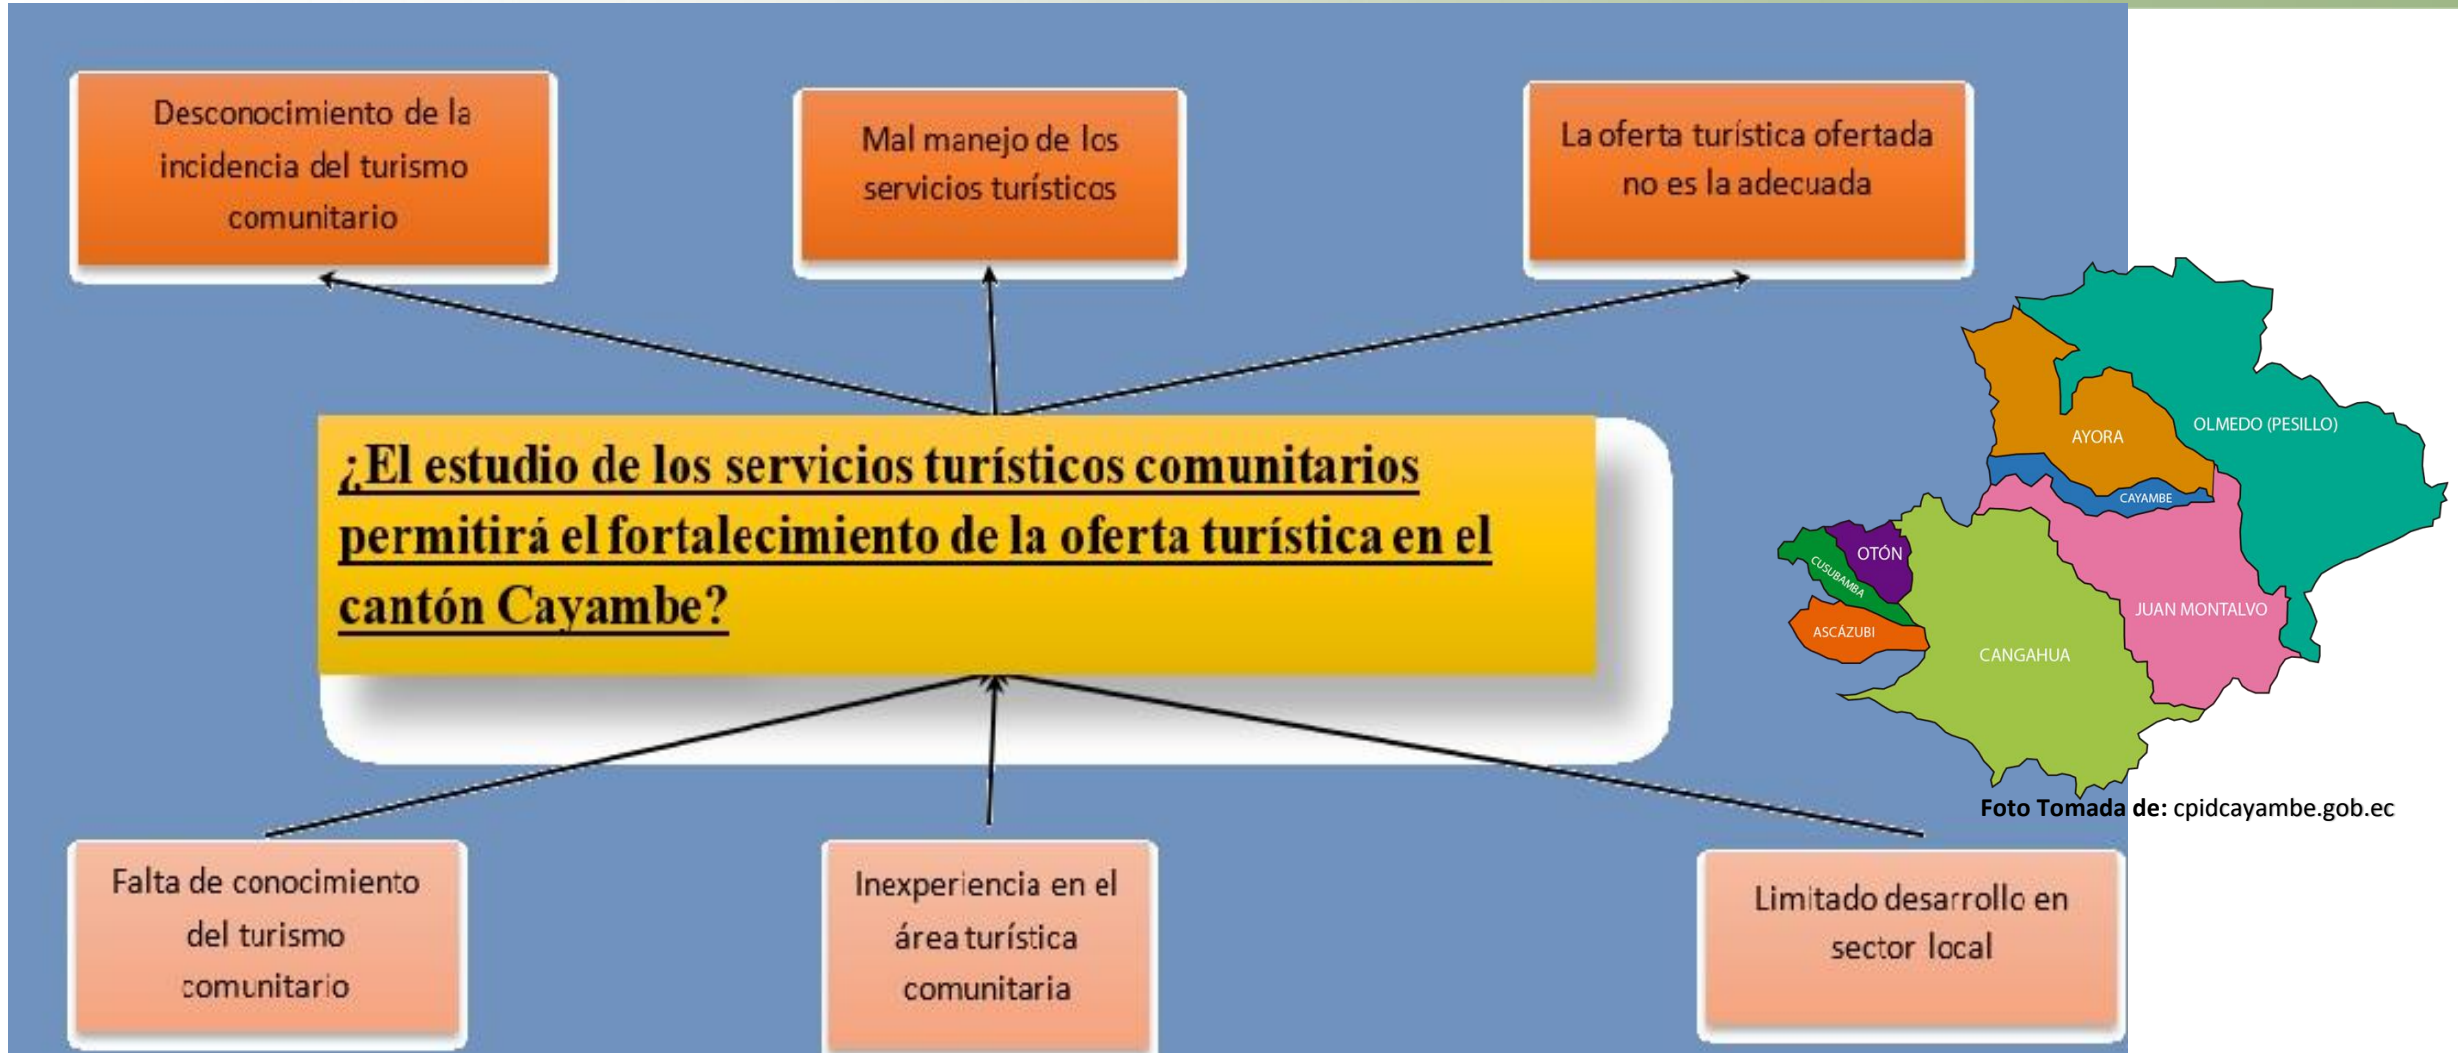 Desconocimiento de la
incidencia del turismo
comunitario
Mal manejo de los
servicios turísticos
La oferta turística ofertada
no es la adecuada
¿El estudio de los servicios turísticos comunitarios
permitirá el fortalecimiento de la oferta turística en el
cantón Cayambe?
OLMEDO (PESILLO)
AYORA
CAYAMBE
OTÓN
CUSUBAMBA
JUAN MONTALVO
ASCÁZUBI
CANGAHUA
Foto Tomada de: cpidcayambe.gob.ec
Falta de conocimiento
del turismo
comunitario
Inexperiencia en el
área turística
comunitaria
Limitado desarrollo en
sector local